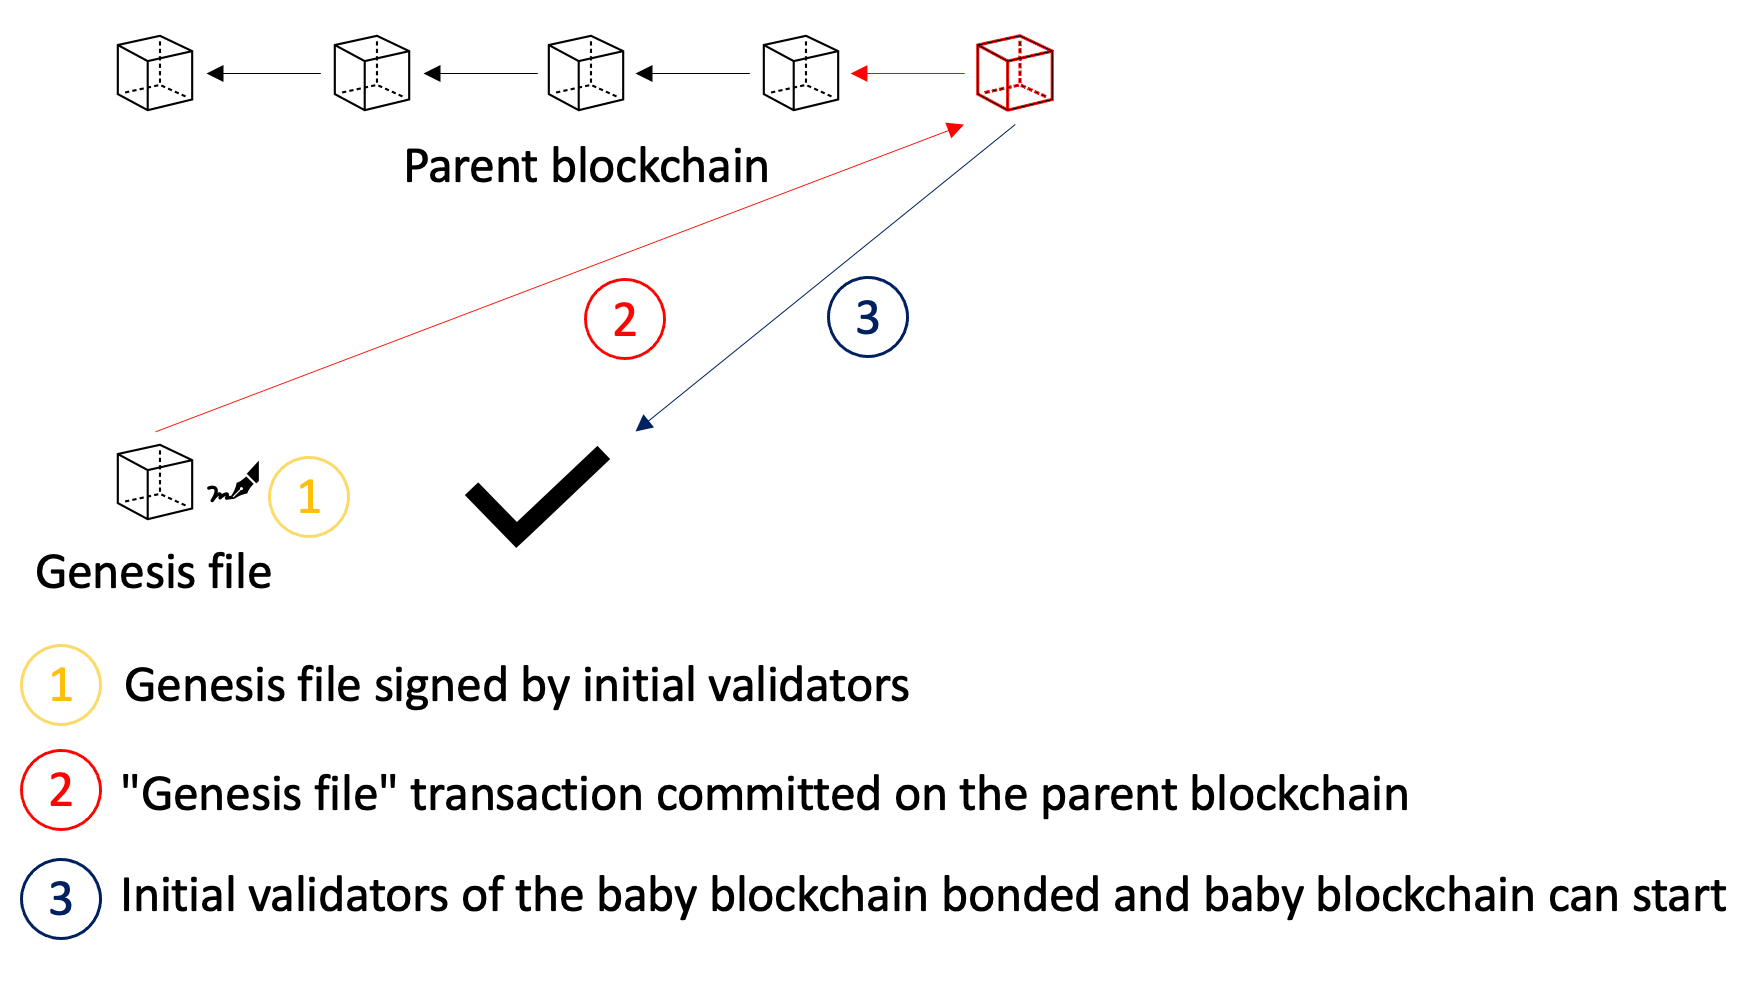 Parent blockchain
2
3
1
Genesis file
1 Genesis file signed by initial validators
2 "Genesis file" transaction committed on the parent blockchain
3 Initial validators of the baby blockchain bonded and baby blockchain can start